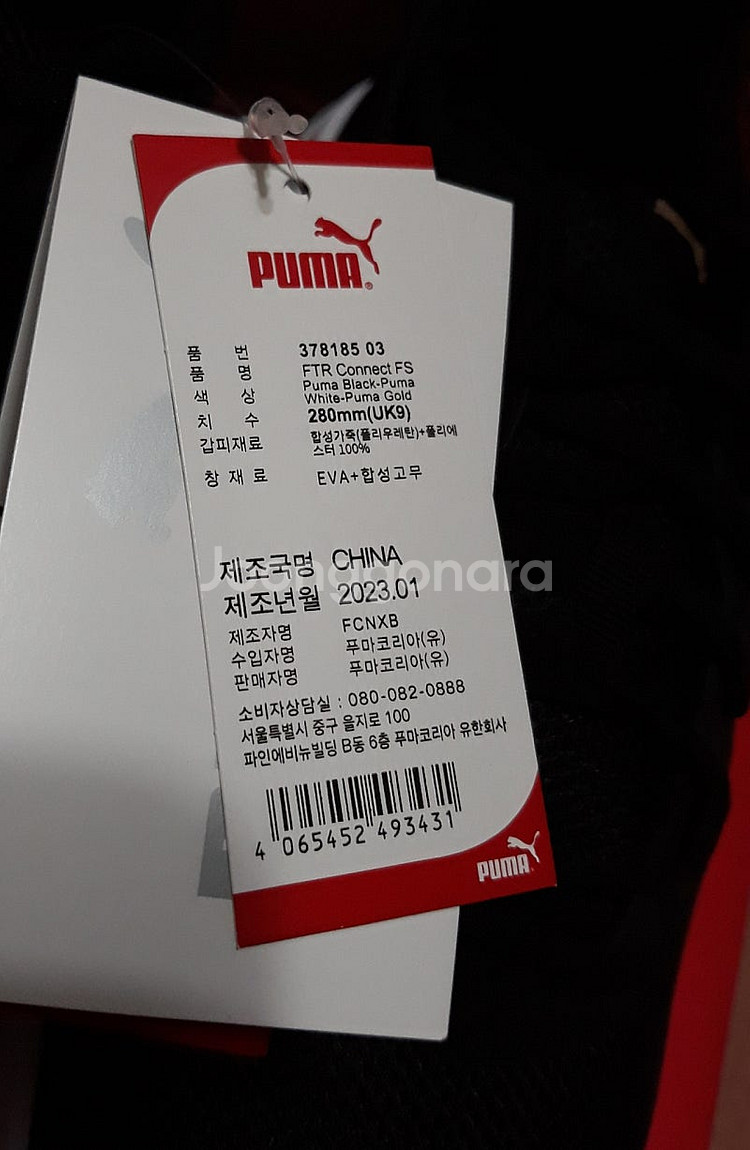 PUMA
품 번 378185 03
품 명 FTR Connect FS
색 상 Puma Black-Puma
White-Puma Gold
치 수 280mm(UK9)
갑피재료 합성가죽(폴리우레탄)+폴리에
스터 100%
창 재 료 EVA+합성고무
제조국명 CHINA
Joonggonara
제조년월 2023.01
제조자명 FCNXB
수입자명 푸마코리아(유)
판매자명 푸마코리아(유)
소비자상담실 : 080-082-0888
서울특별시 중구 을지로 100
파인에비뉴빌딩 B동 6층 푸마코리아 유한회사
4 065452 493431
PUMA